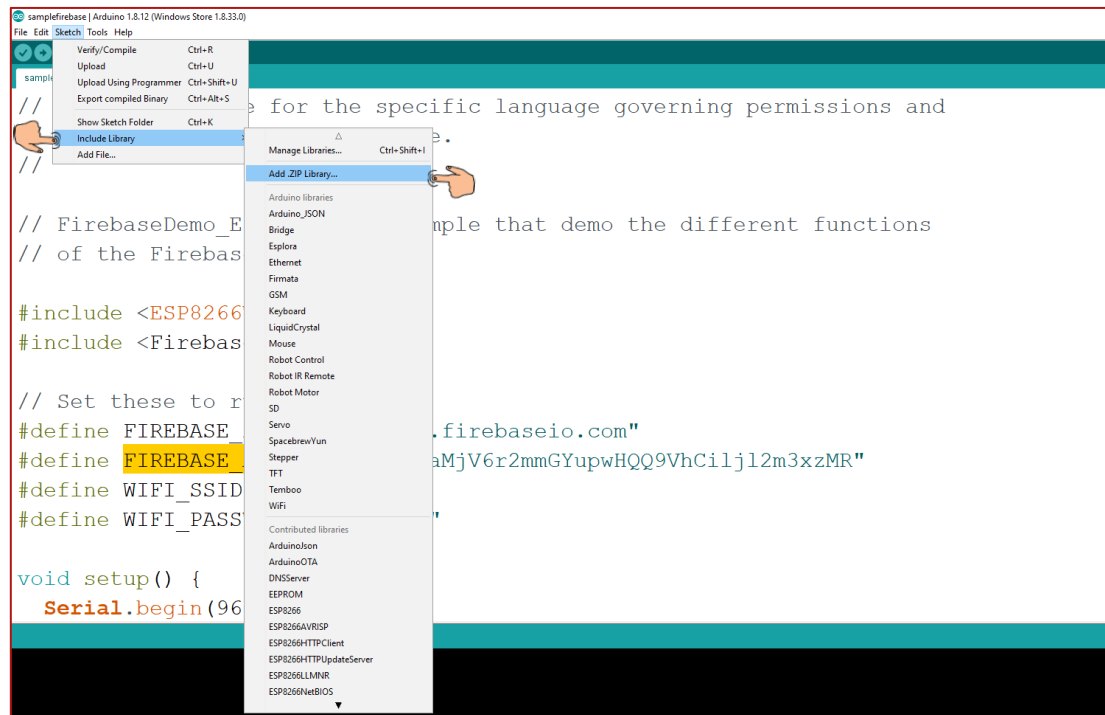 samplefirebase | Arduino 1.8.12 (Windows Store 1.8.33.0)
File Edit Sketch Tools Help
Verify/Compile Ctrl+R
Upload Ctrl+U
Upload Using Programmer Ctrl+Shift+U
Export compiled Binary Ctrl+Alt+S
Show Sketch Folder Ctrl+K
Include Library
Add File...
Manage Libraries... Ctrl+Shift+I
Add .ZIP Library...
Arduino libraries
Arduino_JSON
Bridge
Esplora
Ethernet
Firmata
GSM
Keyboard
LiquidCrystal
Mouse
Robot Control
Robot IR Remote
Robot Motor
SD
Servo
SpacebrewYun
Stepper
TFT
Temboo
WiFi
Contributed libraries
ArduinoJson
ArduinoOTA
DNSServer
EEPROM
ESP8266
ESP8266AVRISP
ESP8266HTTPClient
ESP8266HTTPUpdateServer
ESP8266LLMNR
ESP8266NetBIOS
sample
// e for the specific language governing permissions and
e.
//
// FirebaseDemo_E mple that demo the different functions
// of the Firebas
#include <ESP8266
#include <Firebas
// Set these to r
#define FIREBASE_ .firebaseio.com"
#define FIREBASE_ aMjV6r2mmGYupwHQQ9VhCiljl2m3xzMR"
#define WIFI_SSID
#define WIFI_PASS "
void setup() {
Serial.begin(96